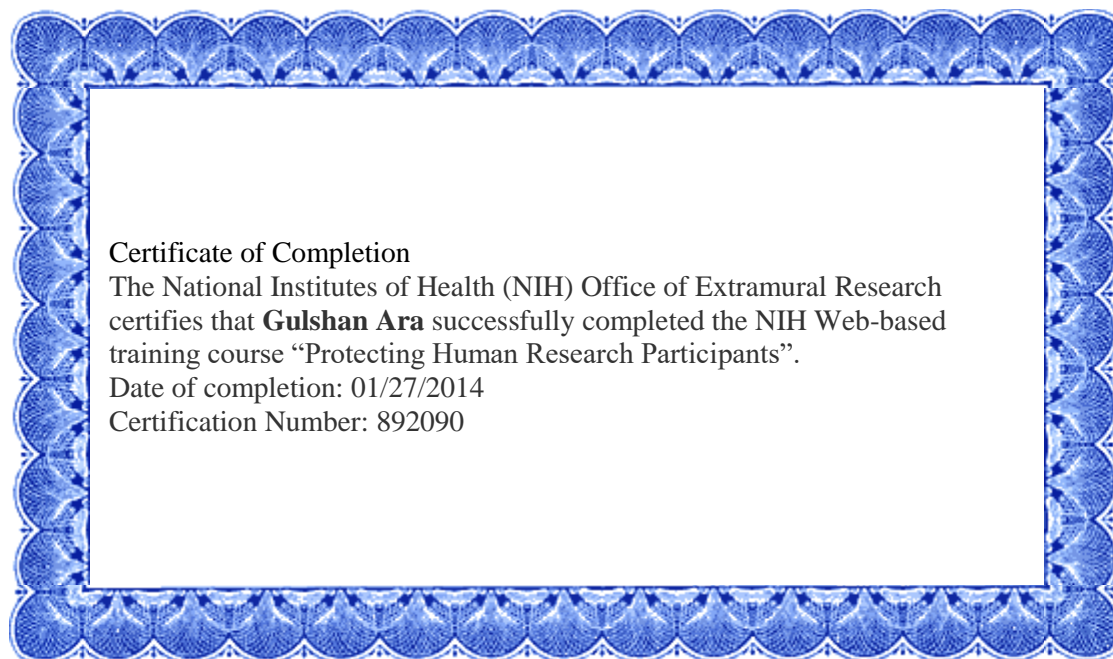 Certificate of Completion
The National Institutes of Health (NIH) Office of Extramural Research
certifies that Gulshan Ara successfully completed the NIH Web-based
training course “Protecting Human Research Participants”.
Date of completion: 01/27/2014
Certification Number: 892090